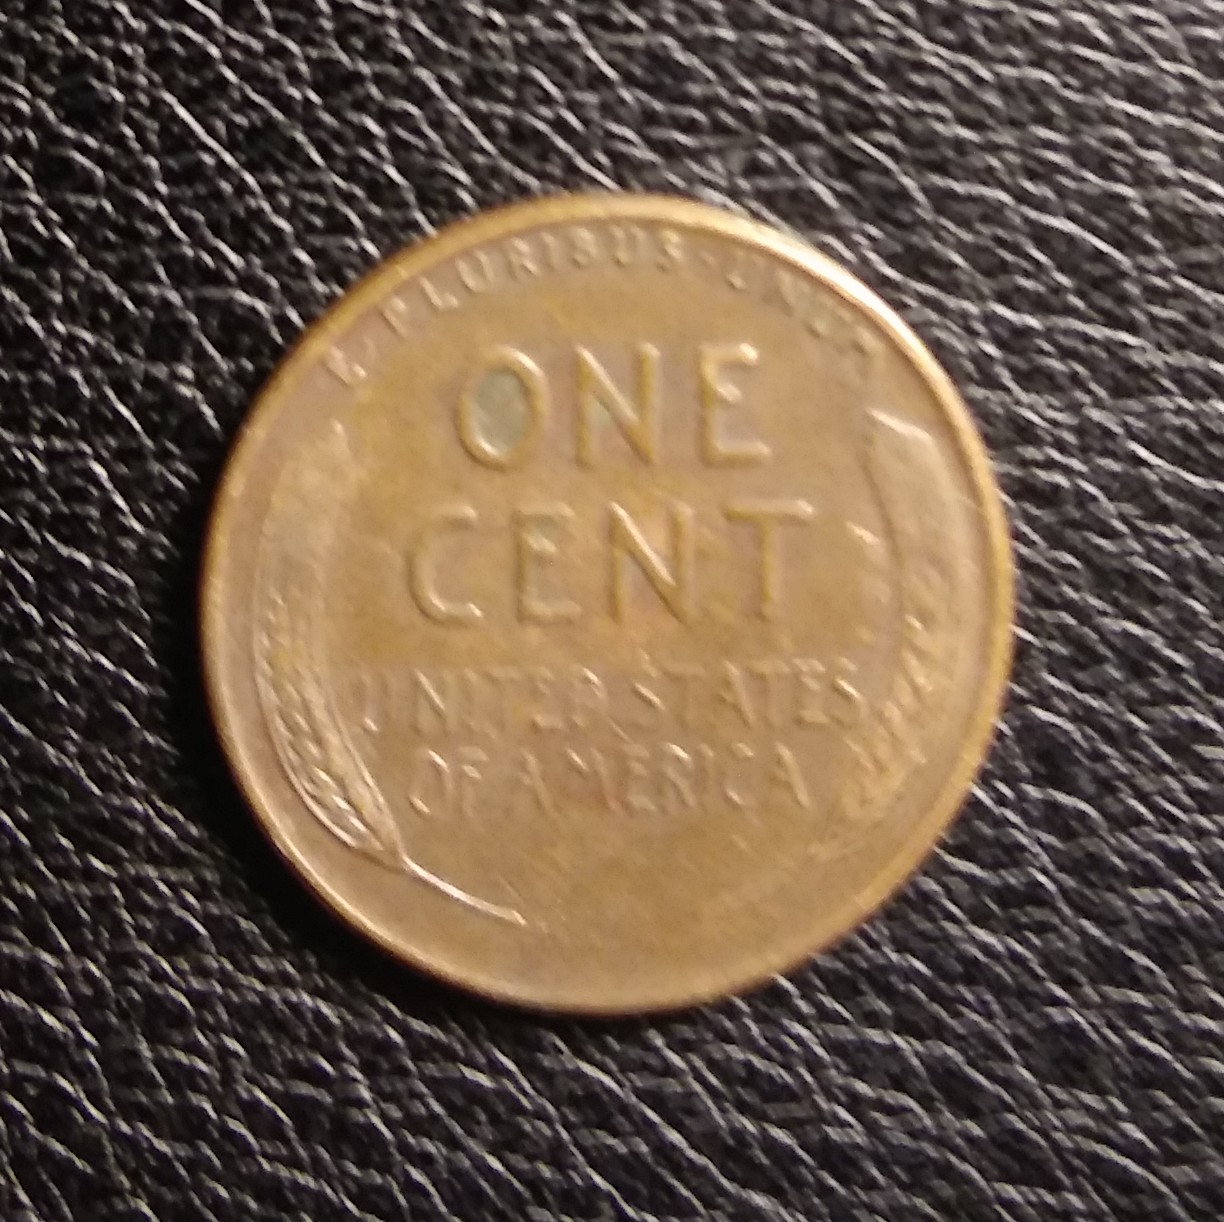 E · PLURIBUS · UNUM
ONE
CENT
UNITED STATES
OF AMERICA